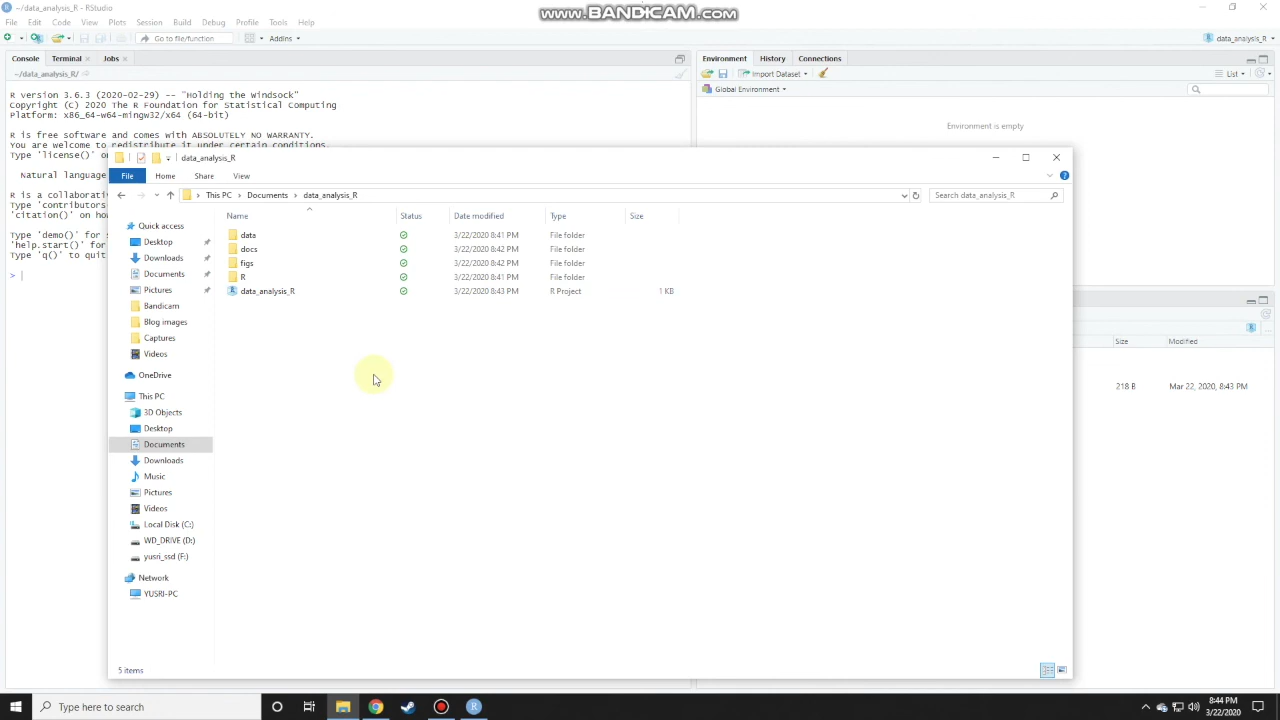 ~/data_analysis_R - RStudio
www.BANDICAM.com
File Edit Code View Plots Session Build Debug Profile Tools Help
Go to file/function
Addins
data_analysis_R
Console Terminal Jobs
~/data_analysis_R/
Environment History Connections
Import Dataset
List
Global Environment
Environment is empty
R version 3.6.3 (2020-02-29) -- "Holding the Windsock"
Copyright (C) 2020 The R Foundation for Statistical Computing
Platform: x86_64-w64-mingw32/x64 (64-bit)
R is free software and comes with ABSOLUTELY NO WARRANTY.
You are welcome to redistribute it under certain conditions.
Type 'license()' o
Natural language
R is a collaborati
Type 'contributors
'citation()' on ho
Type 'demo()' for s
'help.start()' for
Type 'q()' to quit
>
data_analysis_R
File Home Share View
This PC > Documents > data_analysis_R
Search data_analysis_R
Name Status Date modified Type Size
data 3/22/2020 8:41 PM File folder
docs 3/22/2020 8:42 PM File folder
figs 3/22/2020 8:42 PM File folder
R 3/22/2020 8:41 PM File folder
data_analysis_R 3/22/2020 8:43 PM R Project 1 KB
Quick access
Desktop
Downloads
Documents
Pictures
Bandicam
Blog images
Captures
Videos
OneDrive
This PC
3D Objects
Desktop
Documents
Downloads
Music
Pictures
Videos
Local Disk (C:)
WD_DRIVE (D:)
yusri_ssd (F:)
Network
YUSRI-PC
5 items
Size Modified
218 B Mar 22, 2020, 8:43 PM
Type here to search
8:44 PM
3/22/2020